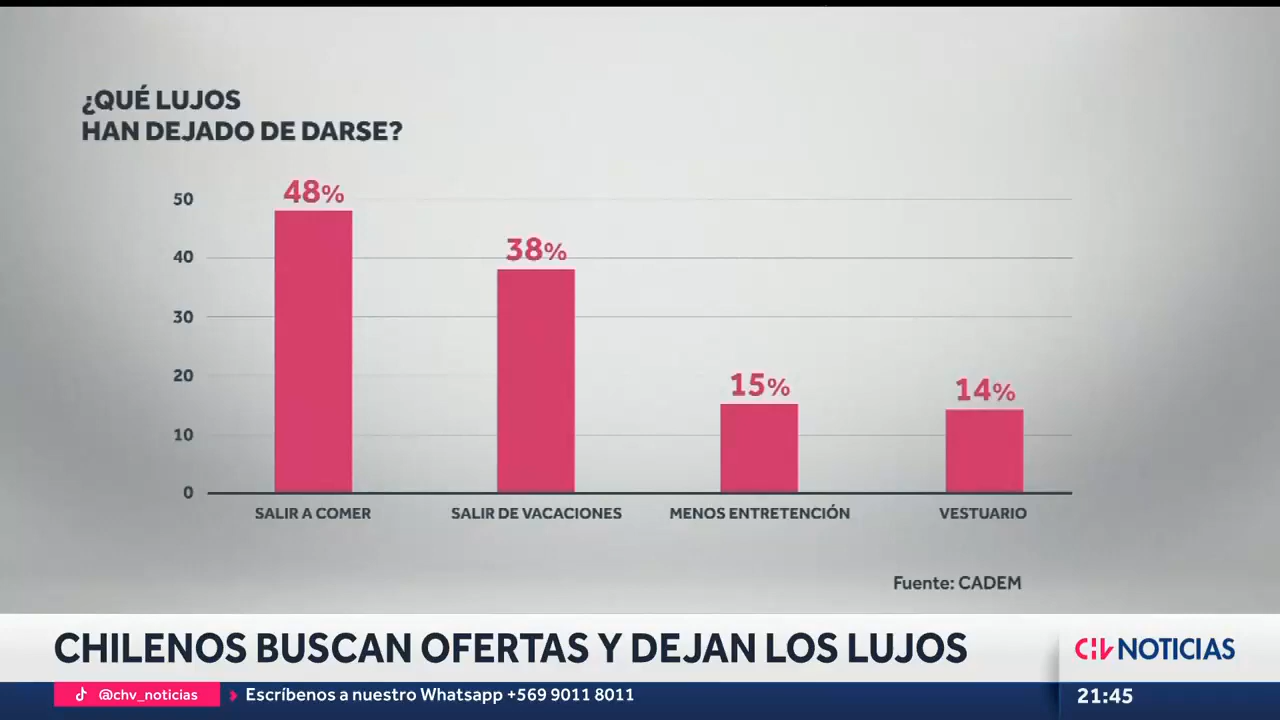 ¿QUÉ LUJOS
HAN DEJADO DE DARSE?
50
40
30
20
10
0
48%
38%
15%
14%
SALIR A COMER
SALIR DE VACACIONES
MENOS ENTRETENCIÓN
VESTUARIO
Fuente: CADEM
CHILENOS BUSCAN OFERTAS Y DEJAN LOS LUJOS
CHV NOTICIAS
@chv_noticias
Escríbenos a nuestro Whatsapp +569 9011 8011
21:45